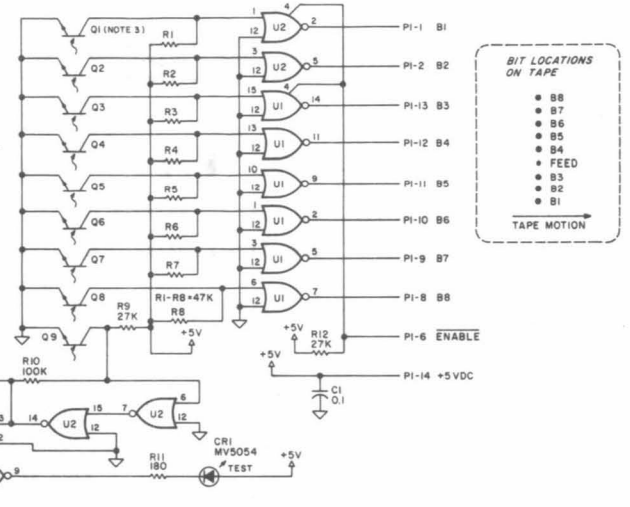 Q1 (NOTE 3) R1 1 12 U2 4 2 P1-1 B1
Q2 R2 3 12 U2 5 P1-2 B2
Q3 R3 15 12 U1 4 14 P1-13 B3
Q4 R4 13 12 U1 11 P1-12 B4
Q5 R5 10 12 U1 9 P1-11 B5
Q6 R6 1 12 U1 2 P1-10 B6
Q7 R7 3 12 U1 5 P1-9 B7
Q8 R1-R8=47K R8 6 12 U1 7 P1-8 B8
Q9 R9 27K +5V +5V R12 27K P1-6 ENABLE
R10 100K +5V P1-14 +5VDC
C1 0.1
14 U2 15 12 7 U2 6 12
9 R11 180 CR1 MV5054 TEST +5V
BIT LOCATIONS
ON TAPE
B8
B7
B6
B5
B4
FEED
B3
B2
B1
TAPE MOTION